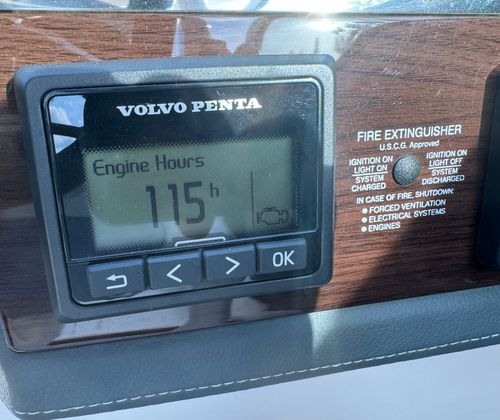 VOLVO PENTA
Engine Hours
115 h
OK
FIRE EXTINGUISHER
U.S.C.G. Approved
IGNITION ON
LIGHT ON
SYSTEM
CHARGED
IGNITION ON
LIGHT OFF
SYSTEM
DISCHARGED
IN CASE OF FIRE, SHUTDOWN:
• FORCED VENTILATION
• ELECTRICAL SYSTEMS
• ENGINES